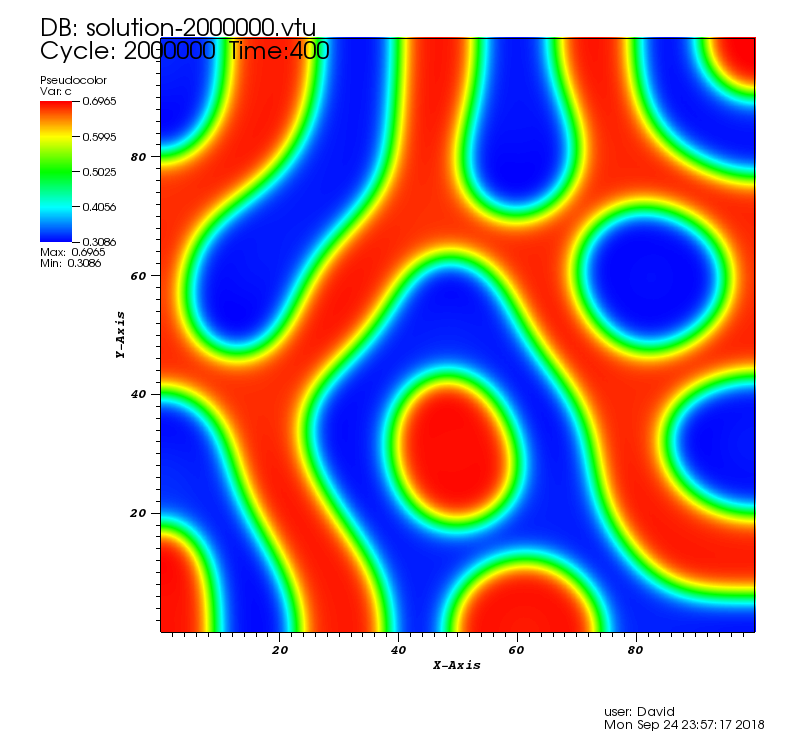 DB: solution-2000000.vtu
Cycle: 2000000 Time:400
Pseudocolor
Var: c
0.6965
0.5995
0.5025
0.4056
0.3086
Max: 0.6965
Min: 0.3086
80
60
40
20
Y-Axis
20 40 60 80
X-Axis
user: David
Mon Sep 24 23:57:17 2018